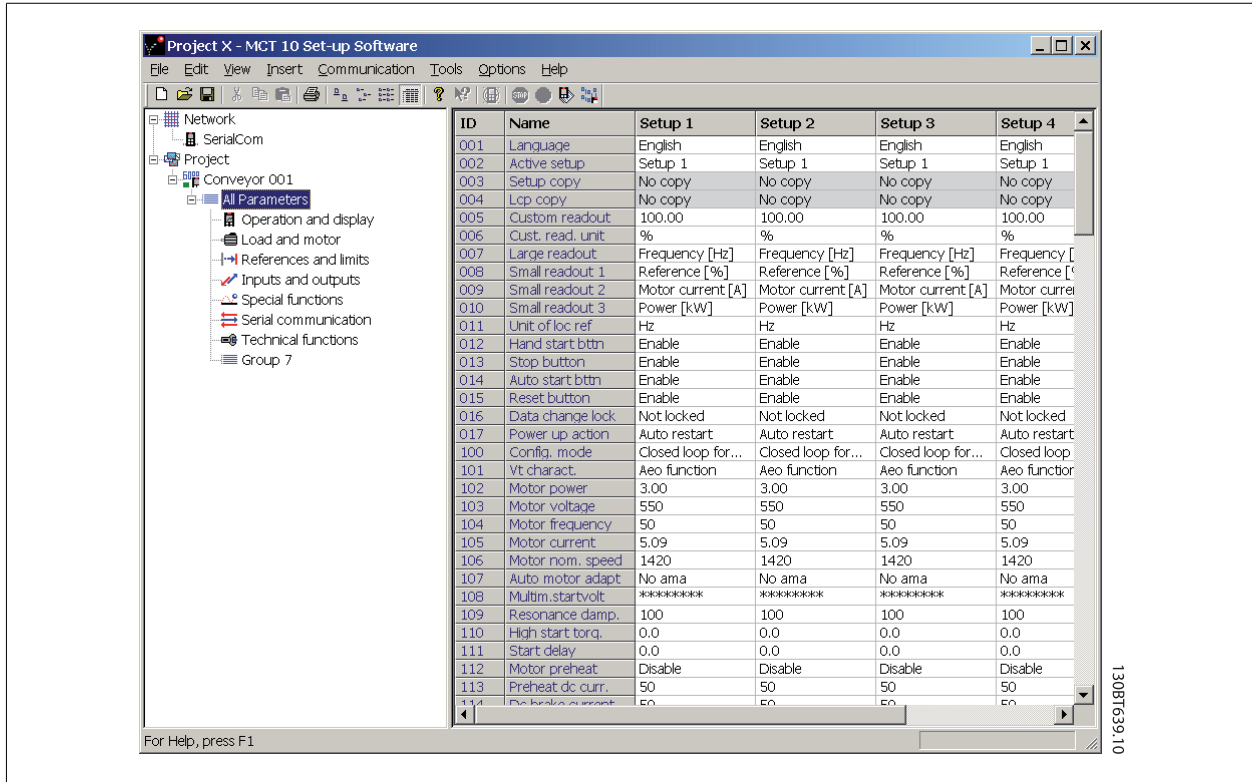 Project X - MCT 10 Set-up Software
File Edit View Insert Communication Tools Options Help
Network
SerialCom
Project
Conveyor 001
All Parameters
Operation and display
Load and motor
References and limits
Inputs and outputs
Special functions
Serial communication
Technical functions
Group 7
ID Name Setup 1 Setup 2 Setup 3 Setup 4
001 Language English English English English
002 Active setup Setup 1 Setup 1 Setup 1 Setup 1
003 Setup copy No copy No copy No copy No copy
004 Lcp copy No copy No copy No copy No copy
005 Custom readout 100.00 100.00 100.00 100.00
006 Cust. read. unit % % % %
007 Large readout Frequency [Hz] Frequency [Hz] Frequency [Hz] Frequency [
008 Small readout 1 Reference [%] Reference [%] Reference [%] Reference [
009 Small readout 2 Motor current [A] Motor current [A] Motor current [A] Motor curre
010 Small readout 3 Power [kW] Power [kW] Power [kW] Power [kW]
011 Unit of loc ref Hz Hz Hz Hz
012 Hand start bttn Enable Enable Enable Enable
013 Stop button Enable Enable Enable Enable
014 Auto start bttn Enable Enable Enable Enable
015 Reset button Enable Enable Enable Enable
016 Data change lock Not locked Not locked Not locked Not locked
017 Power up action Auto restart Auto restart Auto restart Auto restart
100 Config. mode Closed loop for... Closed loop for... Closed loop for... Closed loop
101 Vt charact. Aeo function Aeo function Aeo function Aeo function
102 Motor power 3.00 3.00 3.00 3.00
103 Motor voltage 550 550 550 550
104 Motor frequency 50 50 50 50
105 Motor current 5.09 5.09 5.09 5.09
106 Motor nom. speed 1420 1420 1420 1420
107 Auto motor adapt No ama No ama No ama No ama
108 Multim.startvolt ******** ******** ******** ********
109 Resonance damp. 100 100 100 100
110 High start torq. 0.0 0.0 0.0 0.0
111 Start delay 0.0 0.0 0.0 0.0
112 Motor preheat Disable Disable Disable Disable
113 Preheat dc curr. 50 50 50 50
114 Dc brake current 50 50 50 50
For Help, press F1
130BT639.10